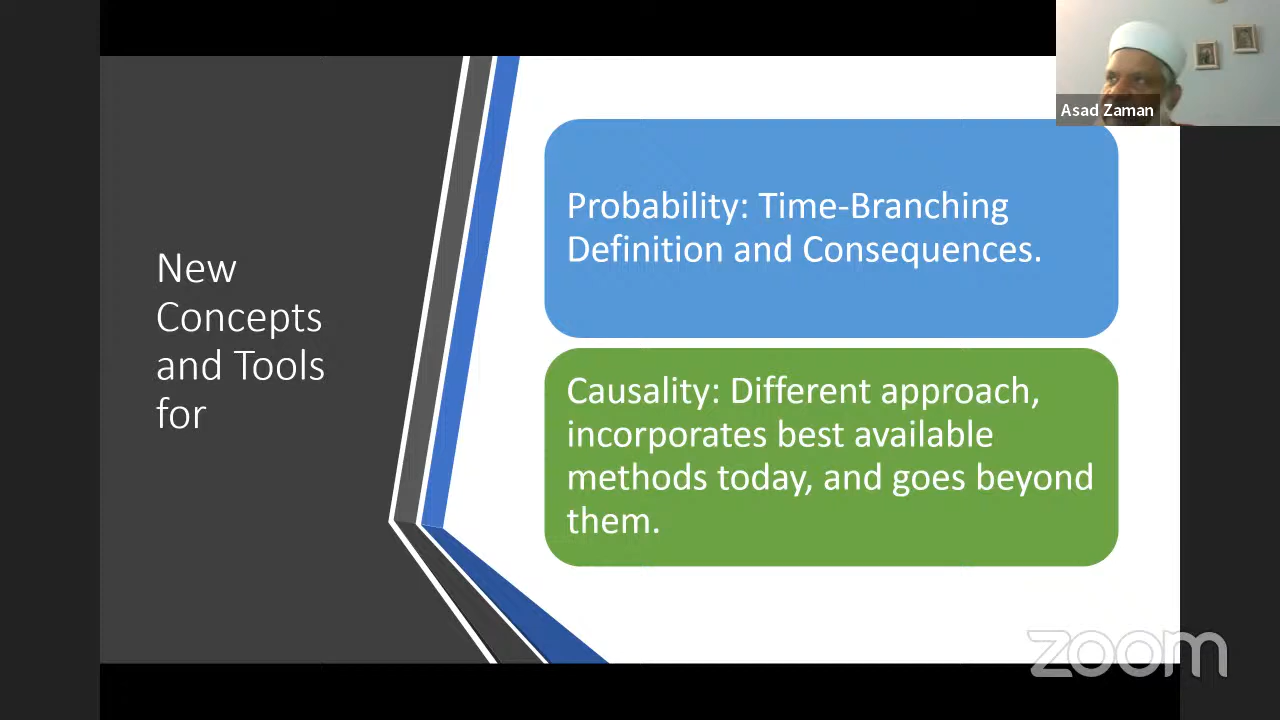 New
Concepts
and Tools
for
Probability: Time-Branching
Definition and Consequences.
Causality: Different approach,
incorporates best available
methods today, and goes beyond
them.
Asad Zaman
zoom